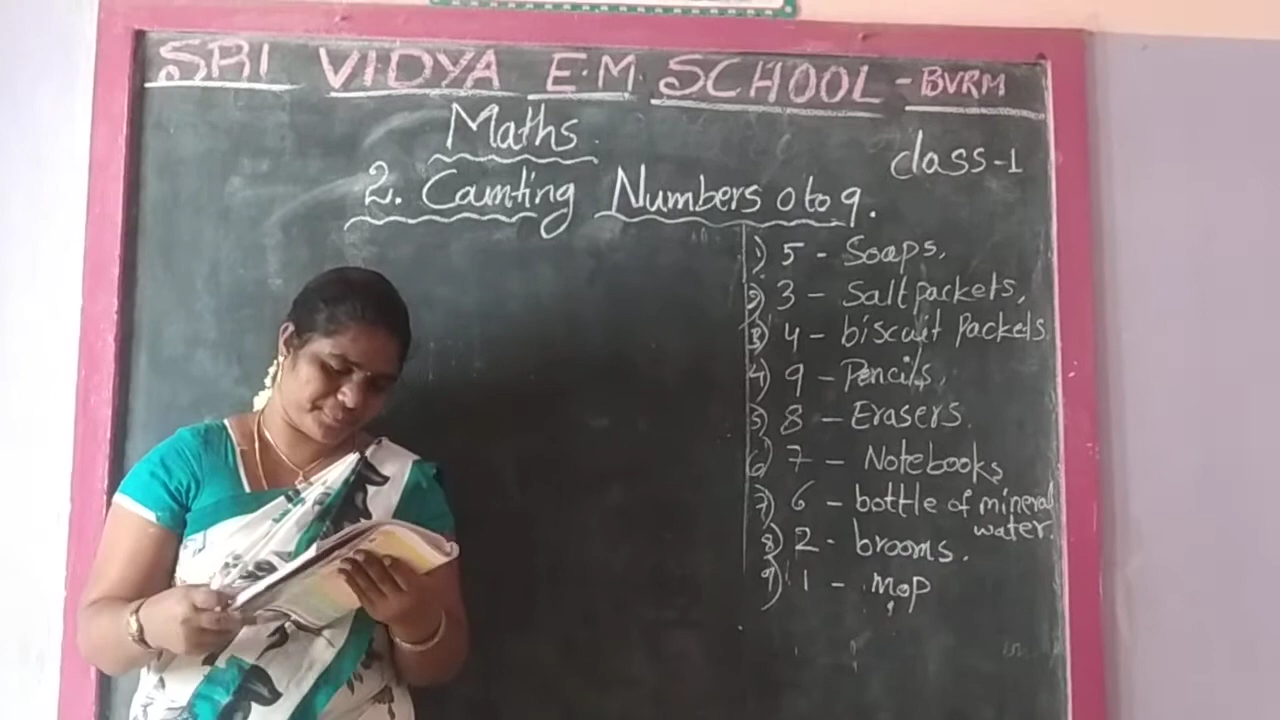 SRI VIDYA E.M. SCHOOL - BVRM
Maths.
class-1
2. Counting Numbers 0 to 9.
1) 5 - Soaps,
2) 3 - Salt packets,
3) 4 - biscuit Packets
4) 9 - Pencils,
5) 8 - Erasers.
6) 7 - Notebooks
7) 6 - bottle of mineral
water.
8) 2 - brooms.
9) 1 - mop